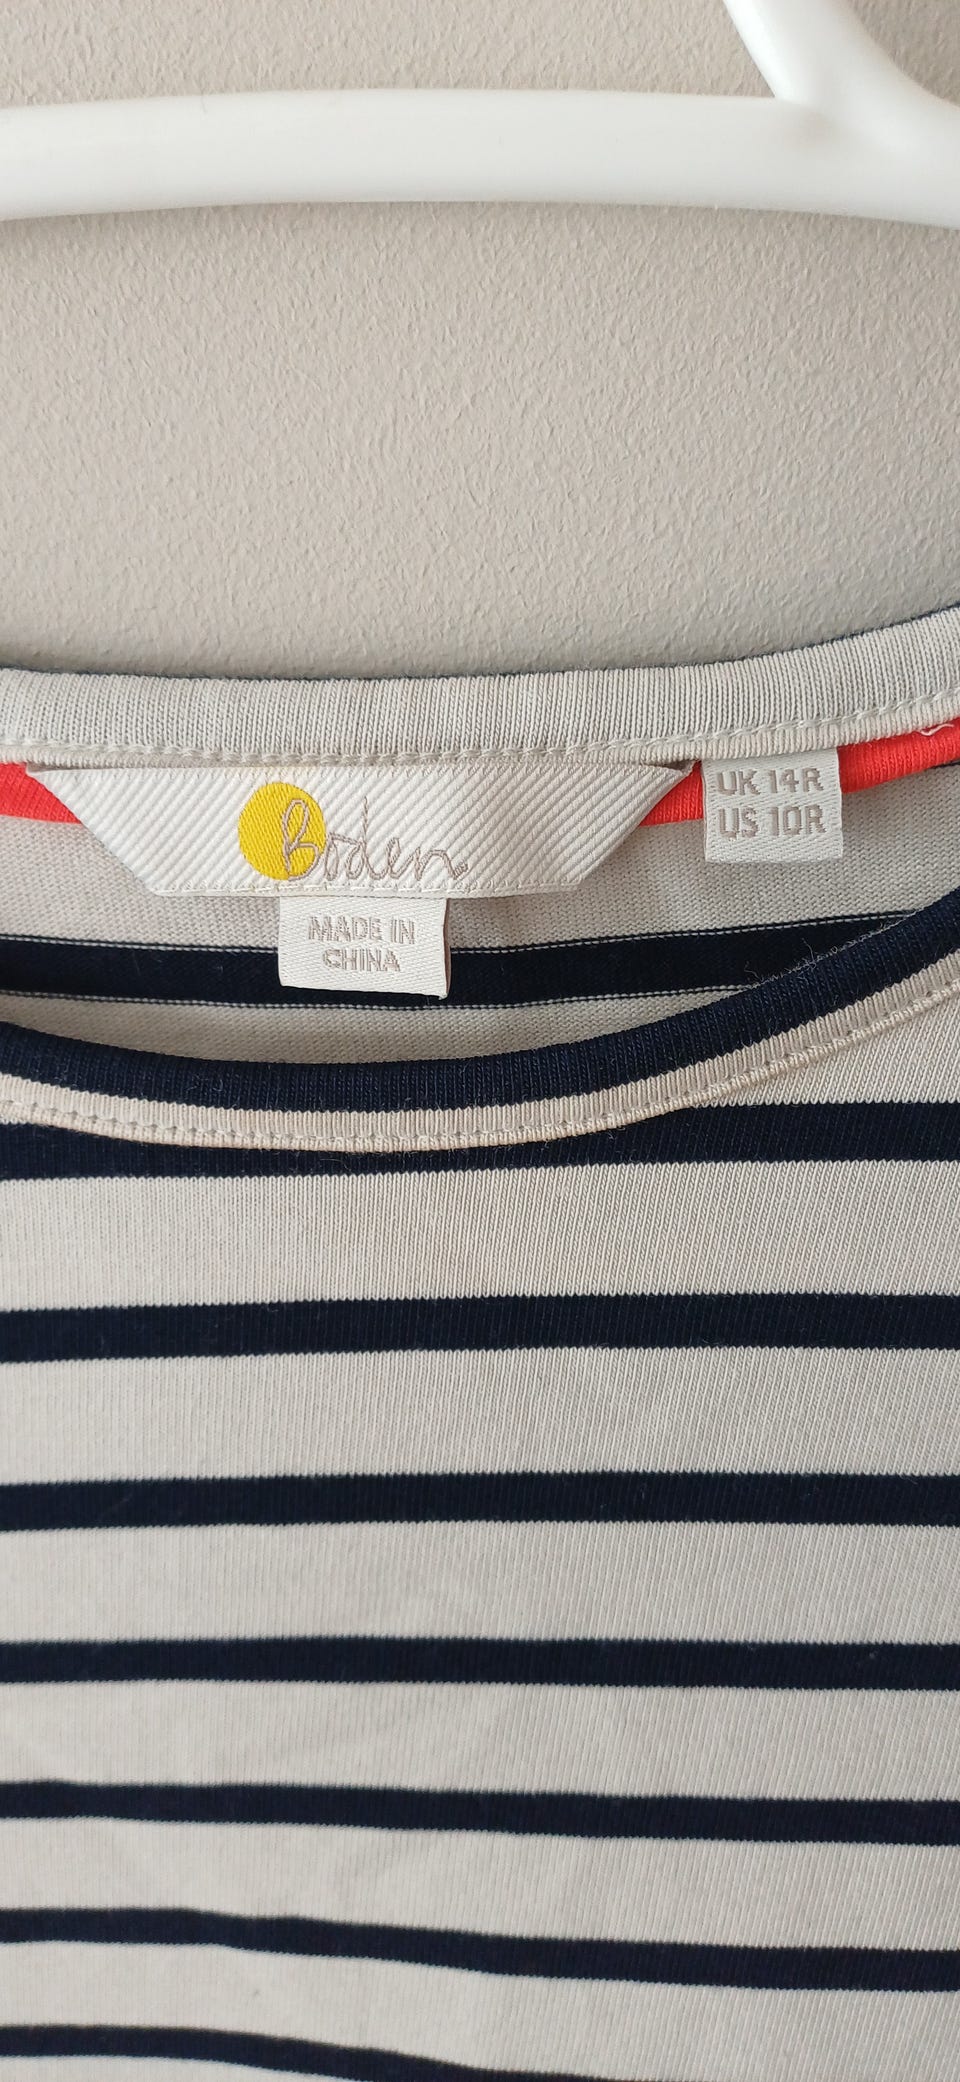 Boden
UK 14R
US 10R
MADE IN
CHINA